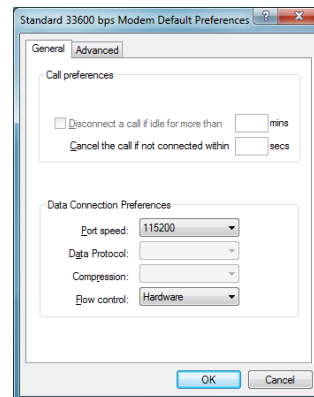 Standard 33600 bps Modem Default Preferences
General Advanced
Call preferences
Disconnect a call if idle for more than mins
Cancel the call if not connected within secs
Data Connection Preferences
Port speed: 115200
Data Protocol:
Compression:
Flow control: Hardware
OK Cancel